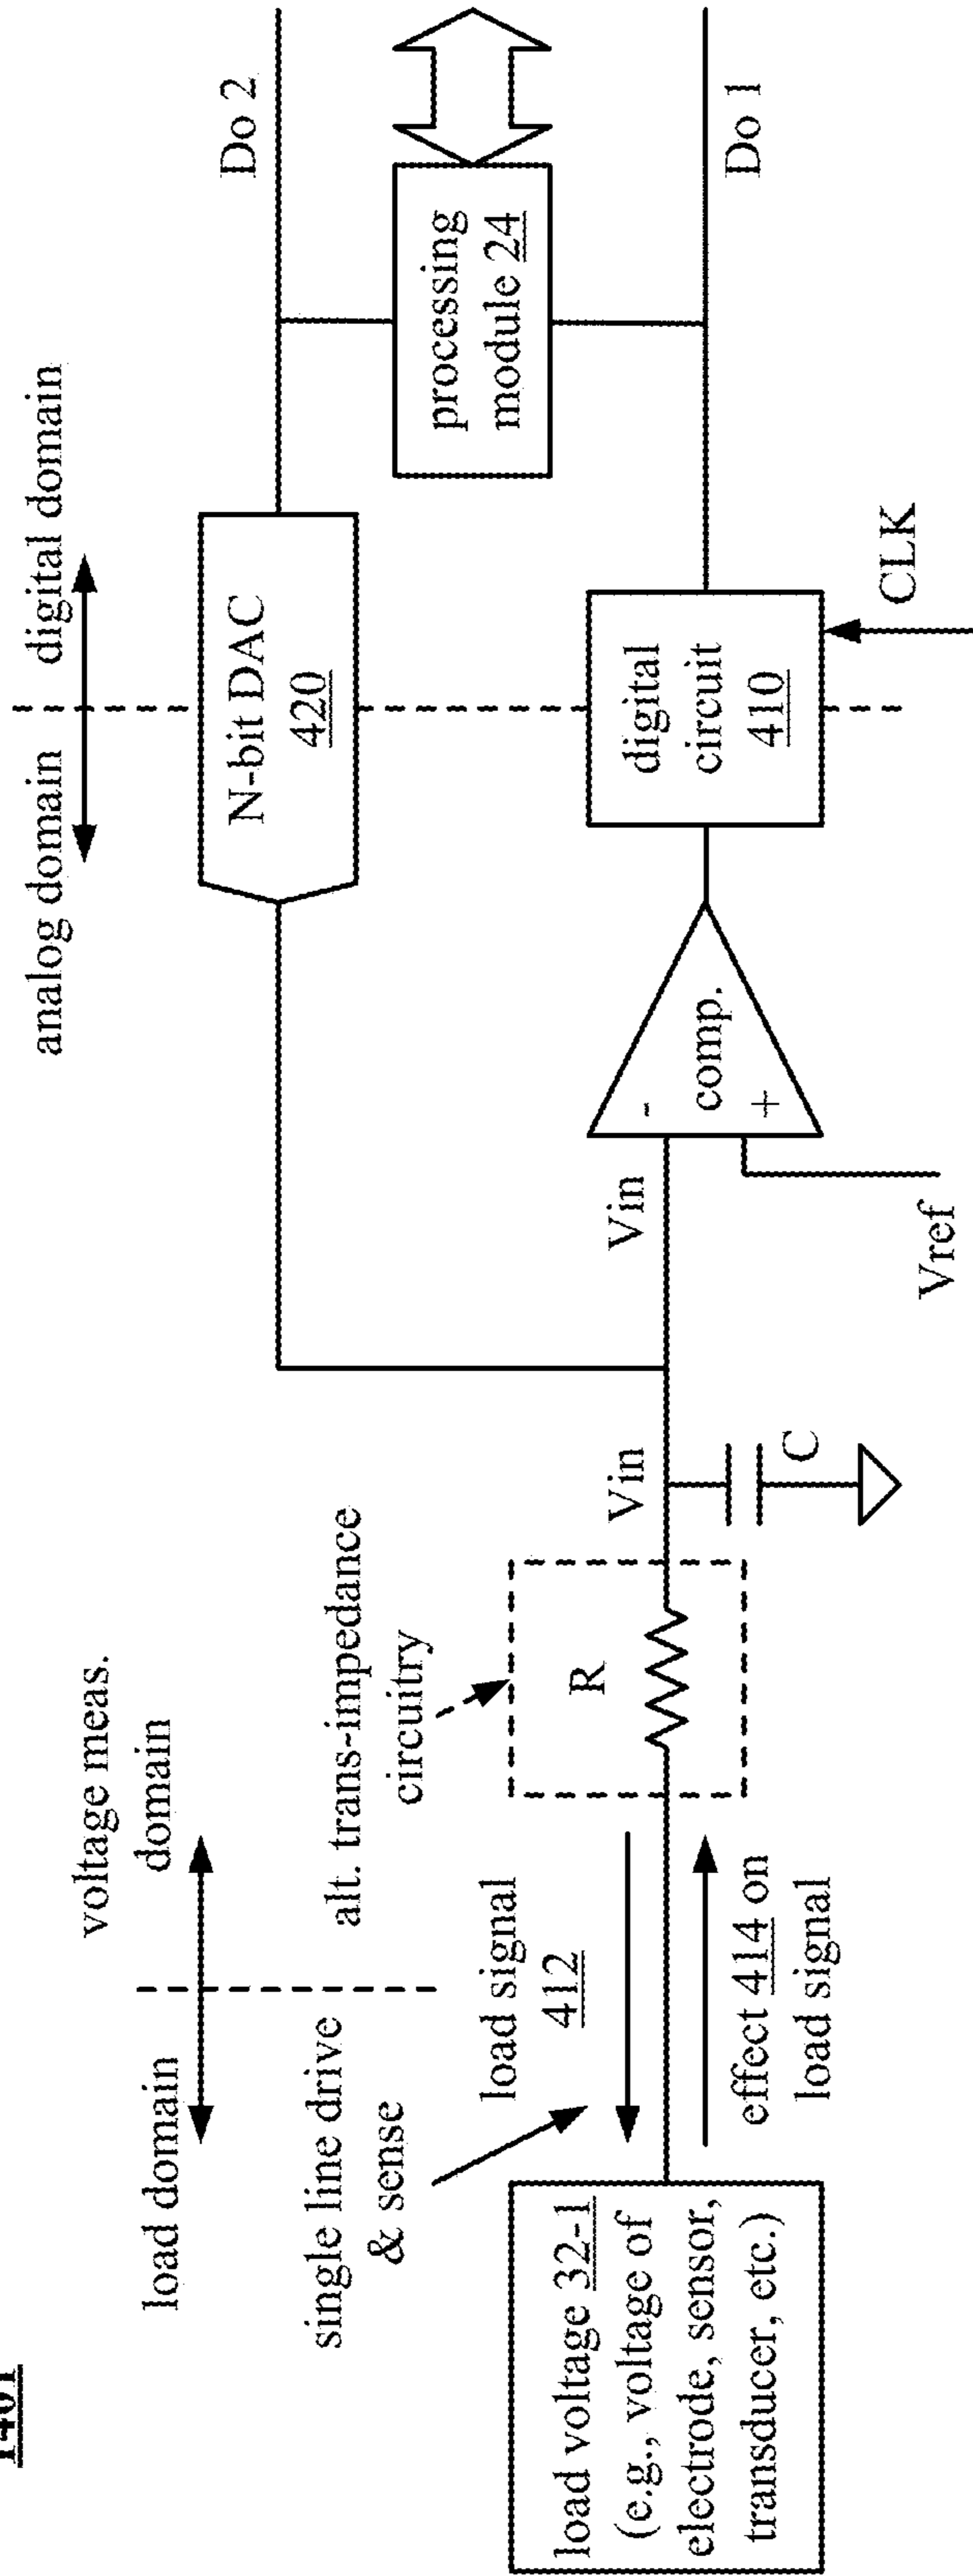 1401
load domain
voltage meas.
domain
analog domain
digital domain
single line drive
& sense
alt. trans-impedance
circuitry
N-bit DAC
420
Do 2
load signal
412
R
Vin
Vin
C
load voltage 32-1
(e.g., voltage of
electrode, sensor,
transducer, etc.)
effect 414 on
load signal
-
comp.
+
Vref
digital
circuit
410
CLK
processing
module 24
Do 1